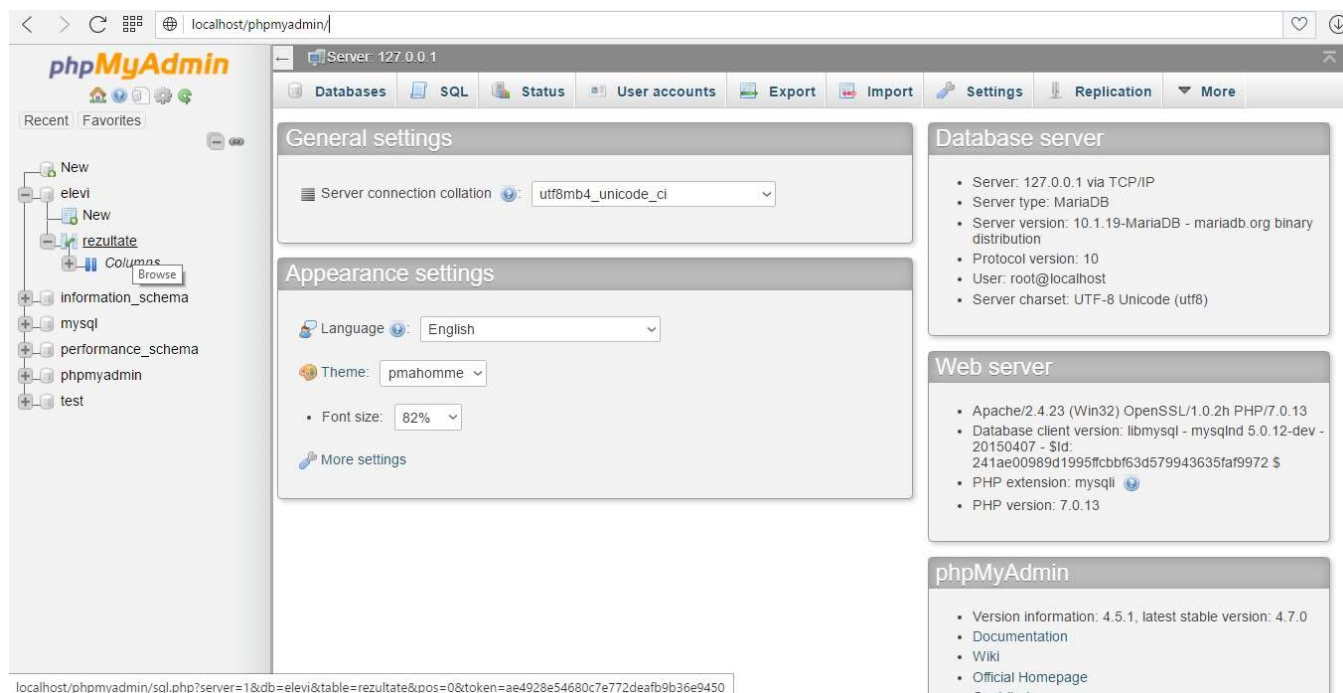 localhost/phpmyadmin/
phpMyAdmin
Recent Favorites
New
elevi
New
rezultate
Columns
Browse
information_schema
mysql
performance_schema
phpmyadmin
test
Server: 127.0.0.1
Databases SQL Status User accounts Export Import Settings Replication More
General settings
Server connection collation : utf8mb4_unicode_ci
Appearance settings
Language : English
Theme: pmahomme
• Font size: 82%
More settings
Database server
• Server: 127.0.0.1 via TCP/IP
• Server type: MariaDB
• Server version: 10.1.19-MariaDB - mariadb.org binary
distribution
• Protocol version: 10
• User: root@localhost
• Server charset: UTF-8 Unicode (utf8)
Web server
• Apache/2.4.23 (Win32) OpenSSL/1.0.2h PHP/7.0.13
• Database client version: libmysql - mysqlnd 5.0.12-dev -
20150407 - $Id:
241ae00989d1995ffcbbf63d579943635faf9972 $
• PHP extension: mysqli
• PHP version: 7.0.13
phpMyAdmin
• Version information: 4.5.1, latest stable version: 4.7.0
• Documentation
• Wiki
• Official Homepage
localhost/phpmyadmin/sql.php?server=1&db=elevi&table=rezultate&pos=0&token=ae4928e54680c7e772deafb9b36e9450